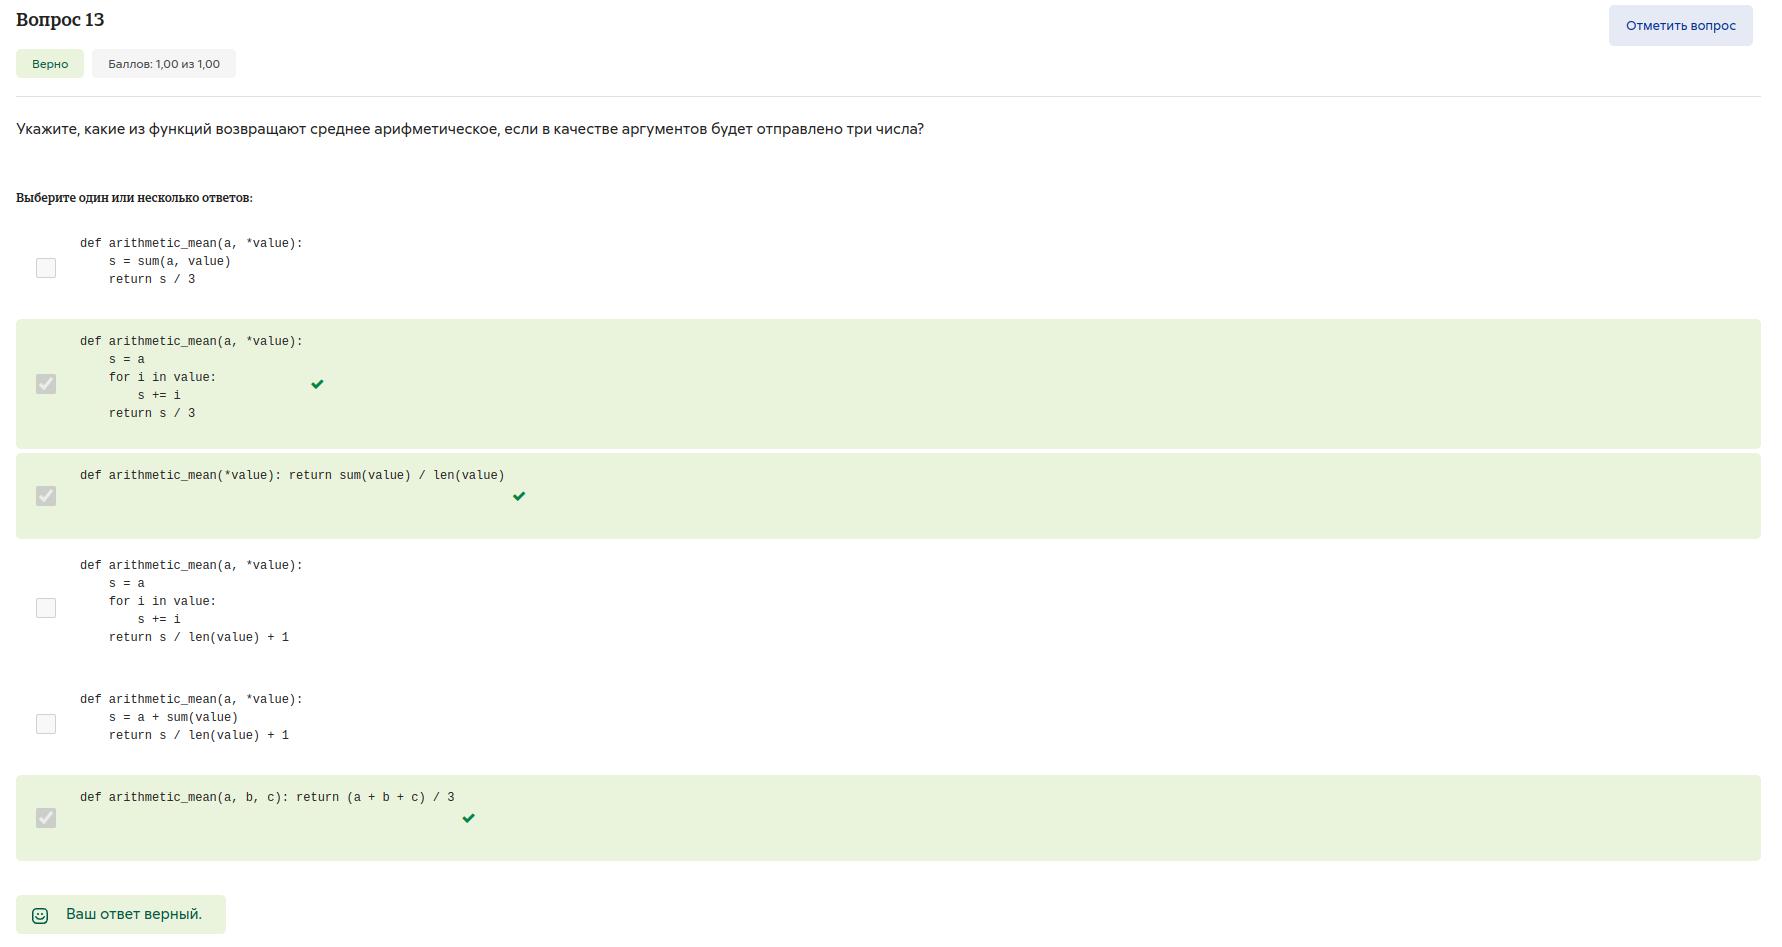 Вопрос 13
Отметить вопрос
Верно
Баллов: 1,00 из 1,00
Укажите, какие из функций возвращают среднее арифметическое, если в качестве аргументов будет отправлено три числа?
Выберите один или несколько ответов:
def arithmetic_mean(a, *value):
    s = sum(a, value)
    return s / 3
def arithmetic_mean(a, *value):
    s = a
    for i in value:
        s += i
    return s / 3
def arithmetic_mean(*value): return sum(value) / len(value)
def arithmetic_mean(a, *value):
    s = a
    for i in value:
        s += i
    return s / len(value) + 1
def arithmetic_mean(a, *value):
    s = a + sum(value)
    return s / len(value) + 1
def arithmetic_mean(a, b, c): return (a + b + c) / 3
Ваш ответ верный.